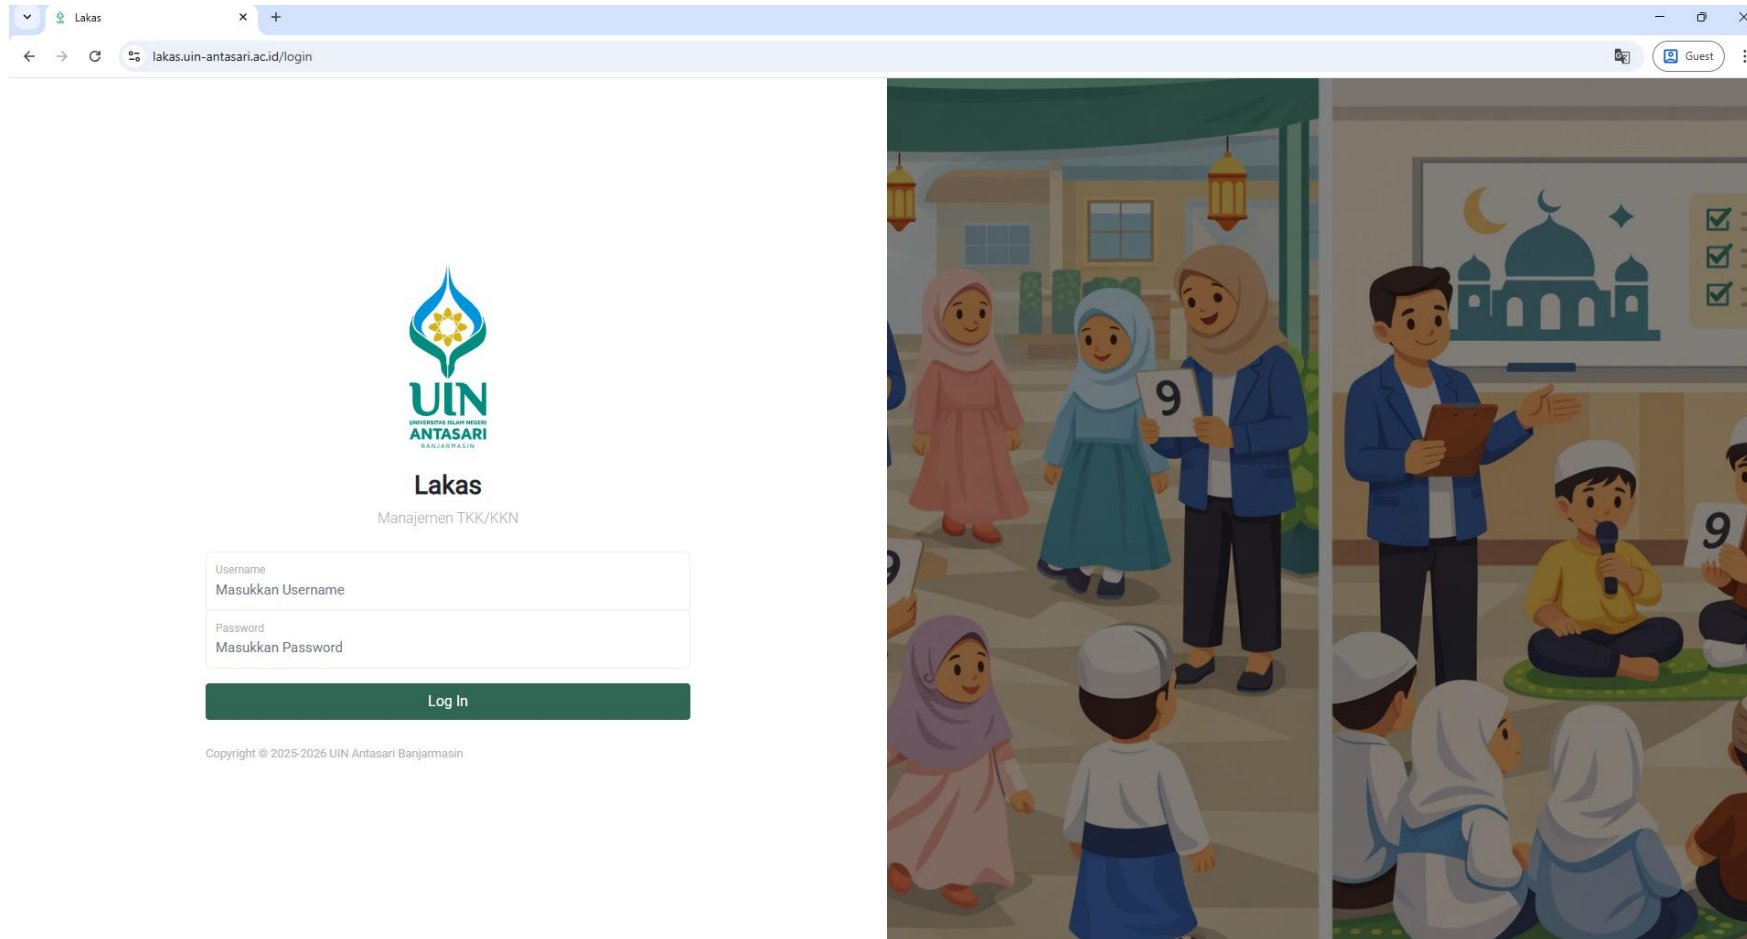 Lakas
lakas.uin-antasari.ac.id/login
Guest
UIN
UNIVERSITAS ISLAM NEGERI
ANTASARI
BANJARMASIN
Lakas
Manajemen TKK/KKN
Username
Masukkan Username
Password
Masukkan Password
Log In
Copyright © 2025-2026 UIN Antasari Banjarmasin
9
9
9